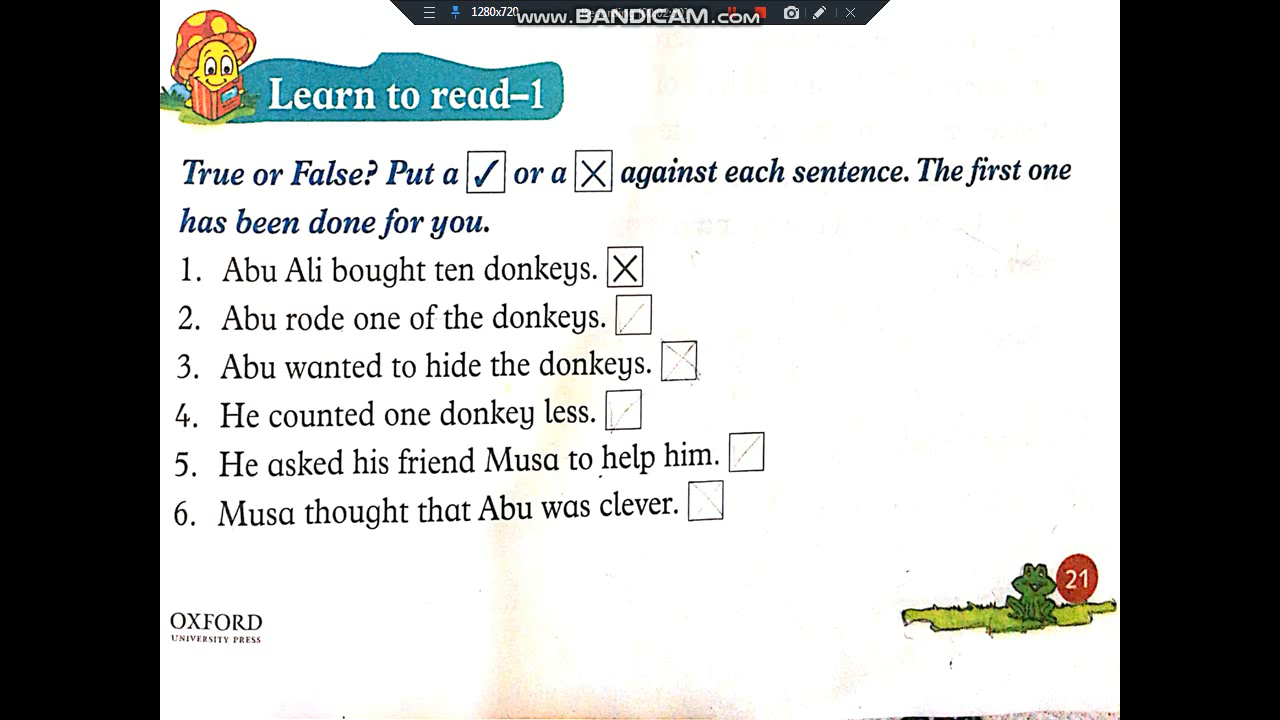 1280x720
www.BANDICAM.com
Learn to read–1
True or False? Put a ✓ or a ✗ against each sentence. The first one
has been done for you.
1. Abu Ali bought ten donkeys. ✗
2. Abu rode one of the donkeys.
3. Abu wanted to hide the donkeys.
4. He counted one donkey less.
5. He asked his friend Musa to help him.
6. Musa thought that Abu was clever.
21
OXFORD
UNIVERSITY PRESS